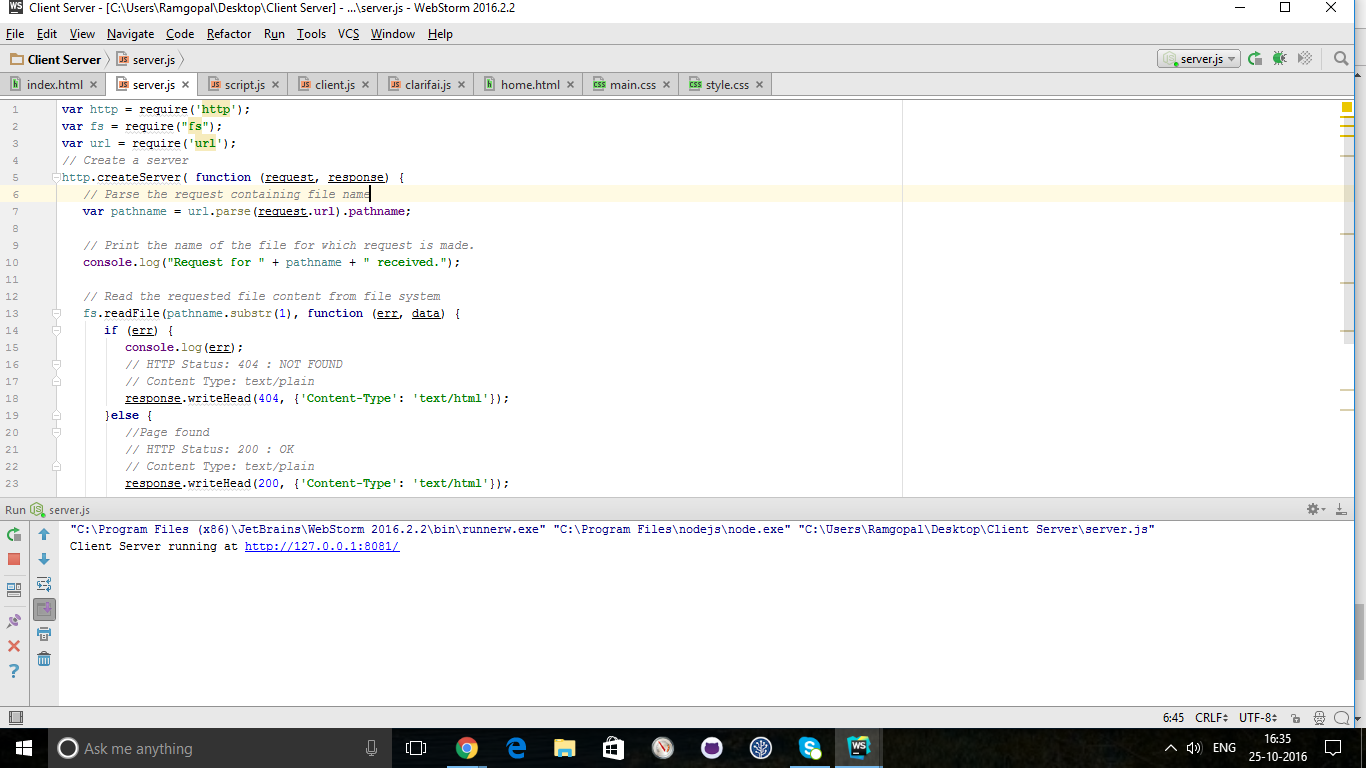 Client Server - [C:\Users\Ramgopal\Desktop\Client Server] - ...\server.js - WebStorm 2016.2.2
File Edit View Navigate Code Refactor Run Tools VCS Window Help
Client Server server.js server.js
index.html server.js script.js client.js clarifai.js home.html main.css style.css
1 var http = require('http');
2 var fs = require("fs");
3 var url = require('url');
4 // Create a server
5 http.createServer( function (request, response) {
6 // Parse the request containing file name
7 var pathname = url.parse(request.url).pathname;
8
9 // Print the name of the file for which request is made.
10 console.log("Request for " + pathname + " received.");
11
12 // Read the requested file content from file system
13 fs.readFile(pathname.substr(1), function (err, data) {
14 if (err) {
15 console.log(err);
16 // HTTP Status: 404 : NOT FOUND
17 // Content Type: text/plain
18 response.writeHead(404, {'Content-Type': 'text/html'});
19 }else {
20 //Page found
21 // HTTP Status: 200 : OK
22 // Content Type: text/plain
23 response.writeHead(200, {'Content-Type': 'text/html'});
Run server.js
"C:\Program Files (x86)\JetBrains\WebStorm 2016.2.2\bin\runnerw.exe" "C:\Program Files\nodejs\node.exe" "C:\Users\Ramgopal\Desktop\Client Server\server.js"
Client Server running at http://127.0.0.1:8081/
6:45 CRLF UTF-8
Ask me anything
ENG
16:35
25-10-2016